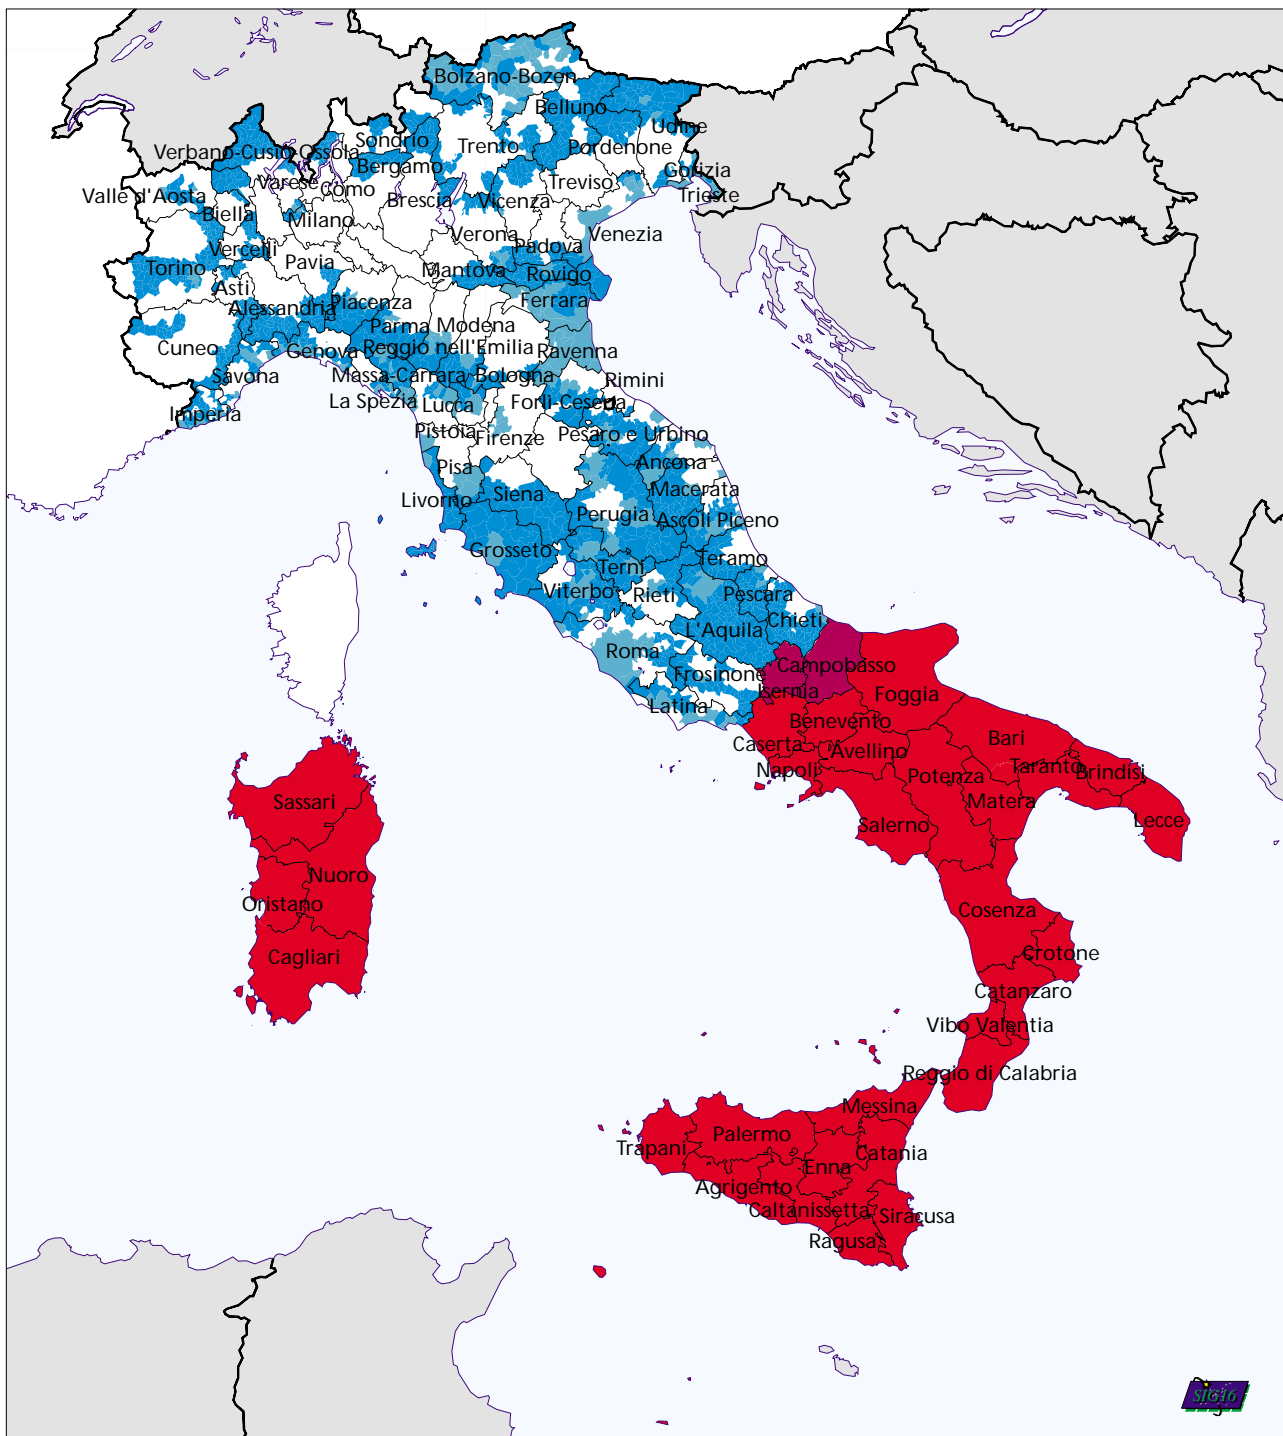 Bolzano-Bozen
Belluno
Udine
Sondrio
Trento
Pordenone
Verbano-Cusio-Ossola
Bergamo
Gorizia
Valle d'Aosta
Varese
Como
Brescia
Vicenza
Treviso
Trieste
Biella
Milano
Verona
Venezia
Vercelli
Padova
Pavia
Torino
Mantova
Rovigo
Asti
Alessandria
Piacenza
Ferrara
Parma
Modena
Cuneo
Genova
Reggio nell'Emilia
Ravenna
Savona
Massa-Carrara
Bologna
Rimini
La Spezia
Lucca
Forlì-Cesena
Imperia
Pistoia
Firenze
Pesaro e Urbino
Pisa
Ancona
Livorno
Siena
Macerata
Perugia
Ascoli Piceno
Grosseto
Terni
Teramo
Viterbo
Rieti
Pescara
L'Aquila
Chieti
Roma
Frosinone
Campobasso
Isernia
Foggia
Latina
Benevento
Caserta
Avellino
Bari
Napoli
Potenza
Taranto
Brindisi
Sassari
Matera
Salerno
Lecce
Nuoro
Oristano
Cosenza
Cagliari
Crotone
Catanzaro
Vibo Valentia
Reggio di Calabria
Messina
Trapani
Palermo
Catania
Enna
Agrigento
Caltanissetta
Siracusa
Ragusa
SIG16